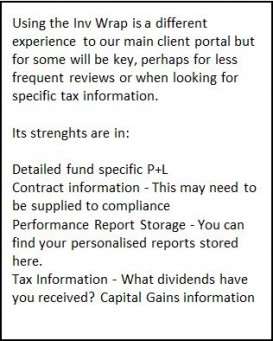 Using the Inv Wrap is a different
experience to our main client portal but
for some will be key, perhaps for less
frequent reviews or when looking for
specific tax information.
Its strenghts are in:
Detailed fund specific P+L
Contract information - This may need to
be supplied to compliance
Performance Report Storage - You can
find your personalised reports stored
here.
Tax Information - What dividends have
you received? Capital Gains information